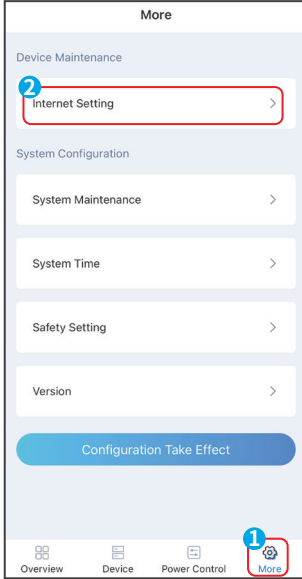 More
Device Maintenance
2
Internet Setting
System Configuration
System Maintenance
System Time
Safety Setting
Version
Configuration Take Effect
1
Overview Device Power Control More